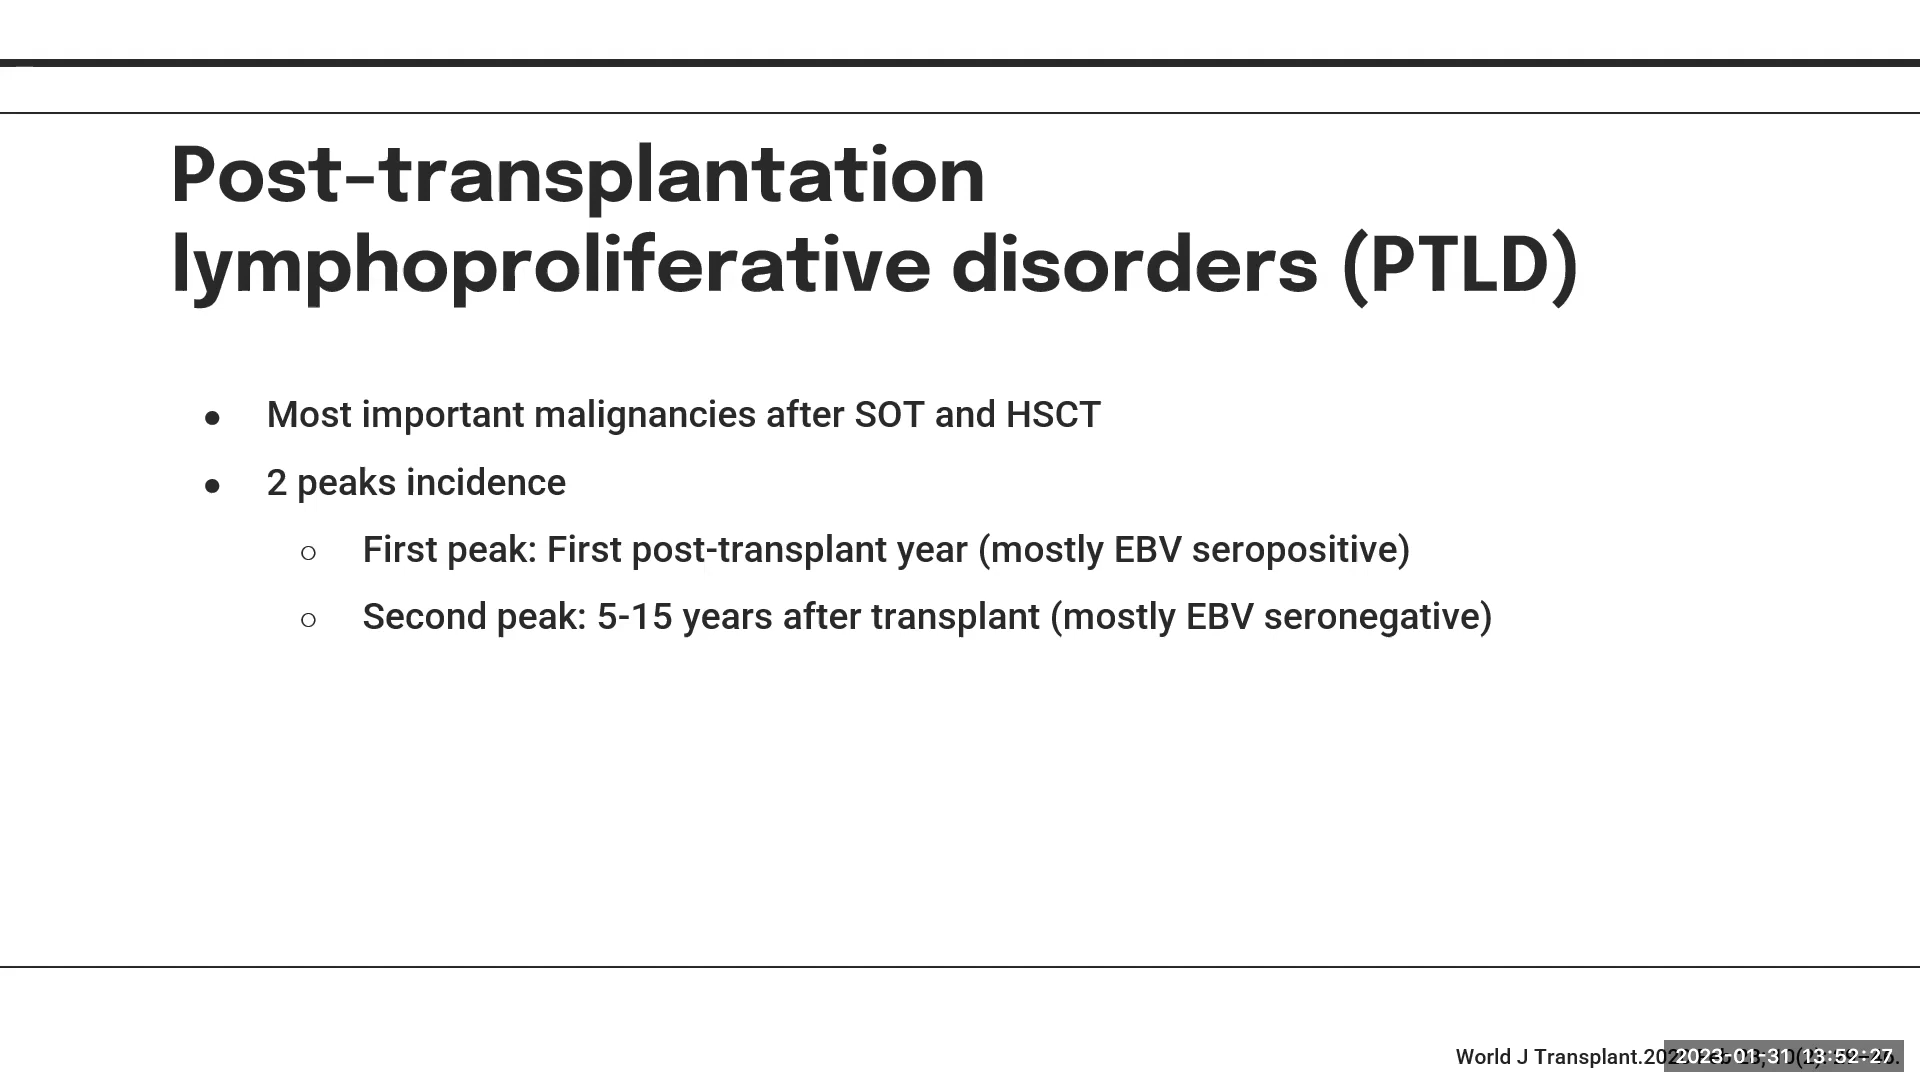 Post-transplantation
lymphoproliferative disorders (PTLD)
● Most important malignancies after SOT and HSCT
● 2 peaks incidence
○ First peak: First post-transplant year (mostly EBV seropositive)
○ Second peak: 5-15 years after transplant (mostly EBV seronegative)
World J Transplant.
2023-01-31 13:52:27